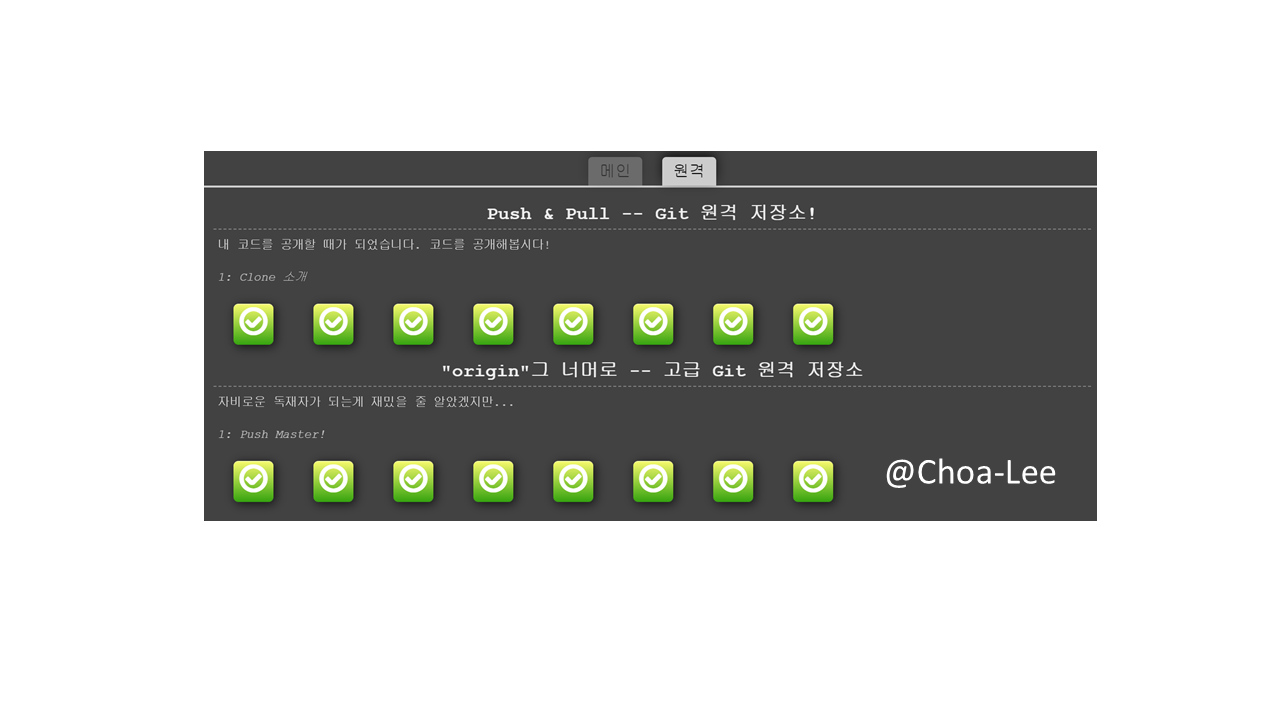 메인 원격
Push & Pull -- Git 원격 저장소!
내 코드를 공개할 때가 되었습니다. 코드를 공개해봅시다!
1: Clone 소개
"origin"그 너머로 -- 고급 Git 원격 저장소
자비로운 독재자가 되는게 재밌을 줄 알았겠지만...
1: Push Master!
@Choa-Lee